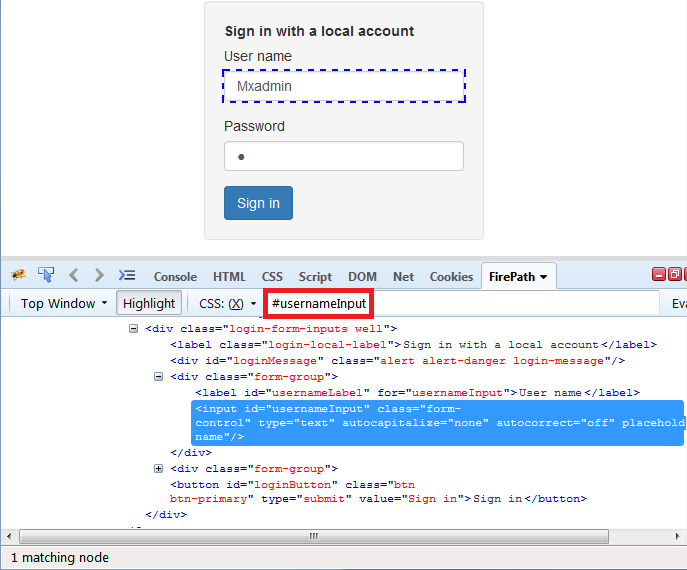 Sign in with a local account
User name
Mxadmin
Password
Sign in
Console HTML CSS Script DOM Net Cookies FirePath
Top Window Highlight CSS: (X) #usernameInput Eva
<div class="login-form-inputs well">
<label class="login-local-label">Sign in with a local account</label>
<div id="loginMessage" class="alert alert-danger login-message"/>
<div class="form-group">
<label id="usernameLabel" for="usernameInput">User name</label>
<input id="usernameInput" class="form-
control" type="text" autocapitalize="none" autocorrect="off" placehold
name"/>
</div>
<div class="form-group">
<button id="loginButton" class="btn
btn-primary" type="submit" value="Sign in">Sign in</button>
</div>
1 matching node